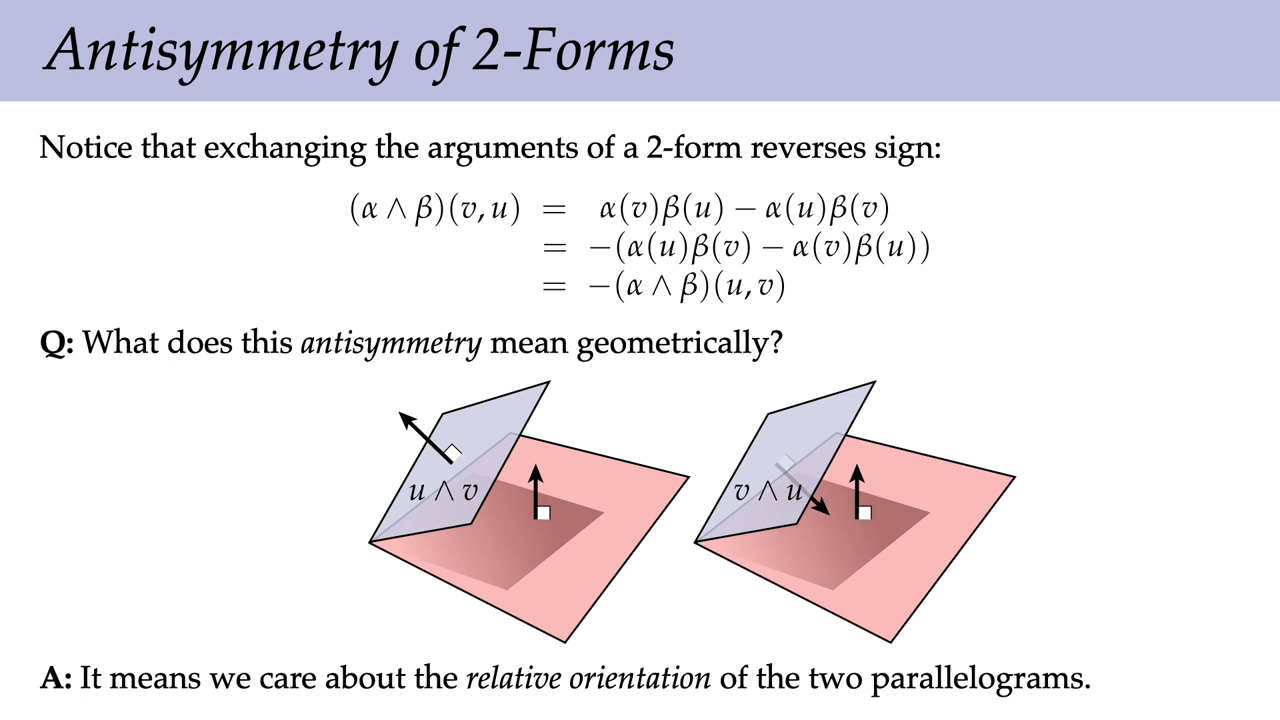 Antisymmetry of 2-Forms
Notice that exchanging the arguments of a 2-form reverses sign:
(α ∧ β)(v, u) = α(v)β(u) − α(u)β(v)
= −(α(u)β(v) − α(v)β(u))
= −(α ∧ β)(u, v)
Q: What does this antisymmetry mean geometrically?
u ∧ v
v ∧ u
A: It means we care about the relative orientation of the two parallelograms.